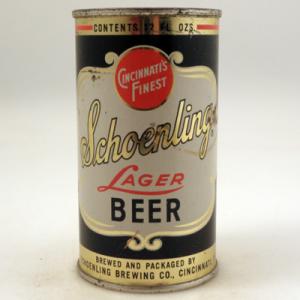 CONTENTS 12 FL. OZS.
CINCINNATI'S
FINEST
Schoenling
LAGER
BEER
BREWED AND PACKAGED BY
SCHOENLING BREWING CO., CINCINNATI